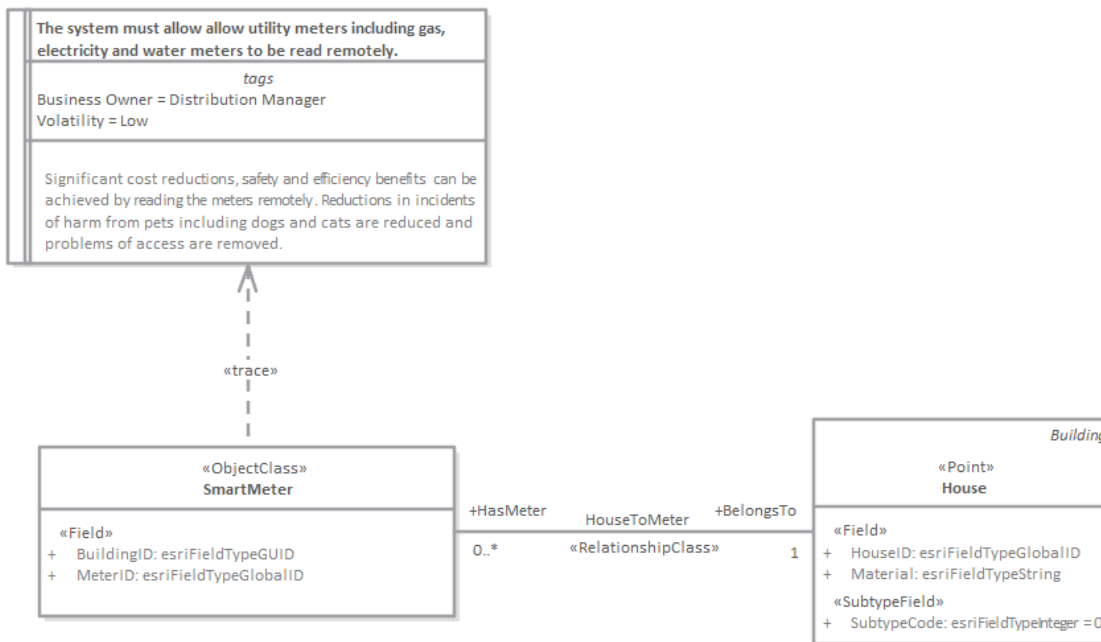 The system must allow allow utility meters including gas,
electricity and water meters to be read remotely.
tags
Business Owner = Distribution Manager
Volatility = Low
Significant cost reductions, safety and efficiency benefits can be
achieved by reading the meters remotely. Reductions in incidents
of harm from pets including dogs and cats are reduced and
problems of access are removed.
«trace»
«ObjectClass»
SmartMeter
«Field»
+ BuildingID: esriFieldTypeGUID
+ MeterID: esriFieldTypeGlobalID
+HasMeter
HouseToMeter
+BelongsTo
0..*
«RelationshipClass»
1
Building
«Point»
House
«Field»
+ HouseID: esriFieldTypeGlobalID
+ Material: esriFieldTypeString
«SubtypeField»
+ SubtypeCode: esriFieldTypeInteger = 0